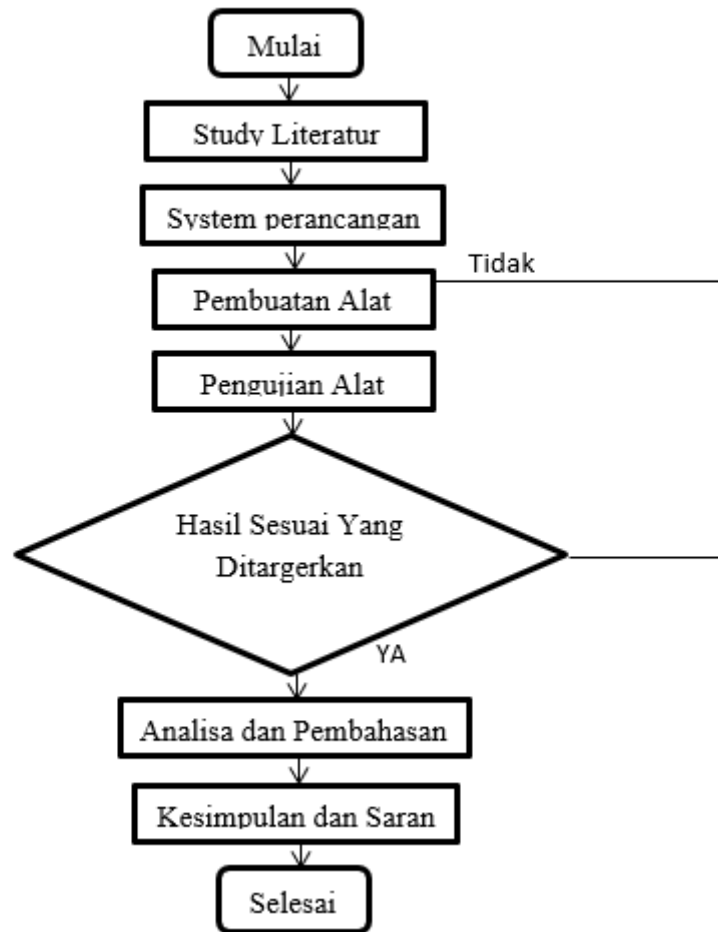 Mulai
Study Literatur
System perancangan
Tidak
Pembuatan Alat
Pengujian Alat
Hasil Sesuai Yang
Ditargerkan
YA
Analisa dan Pembahasan
Kesimpulan dan Saran
Selesai